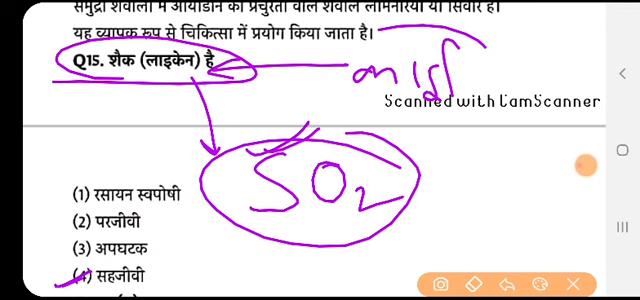 समुद्री शैवालों में आयोडीन की प्रचुरता वाले शैवाल लेमिनेरिया या सिवार हैं।
यह व्यापक रूप से चिकित्सा में प्रयोग किया जाता है।
Q15. शैक (लाइकेन) है
Scanned with CamScanner
SO2
(1) रसायन स्वपोषी
(2) परजीवी
(3) अपघटक
(4) सहजीवी